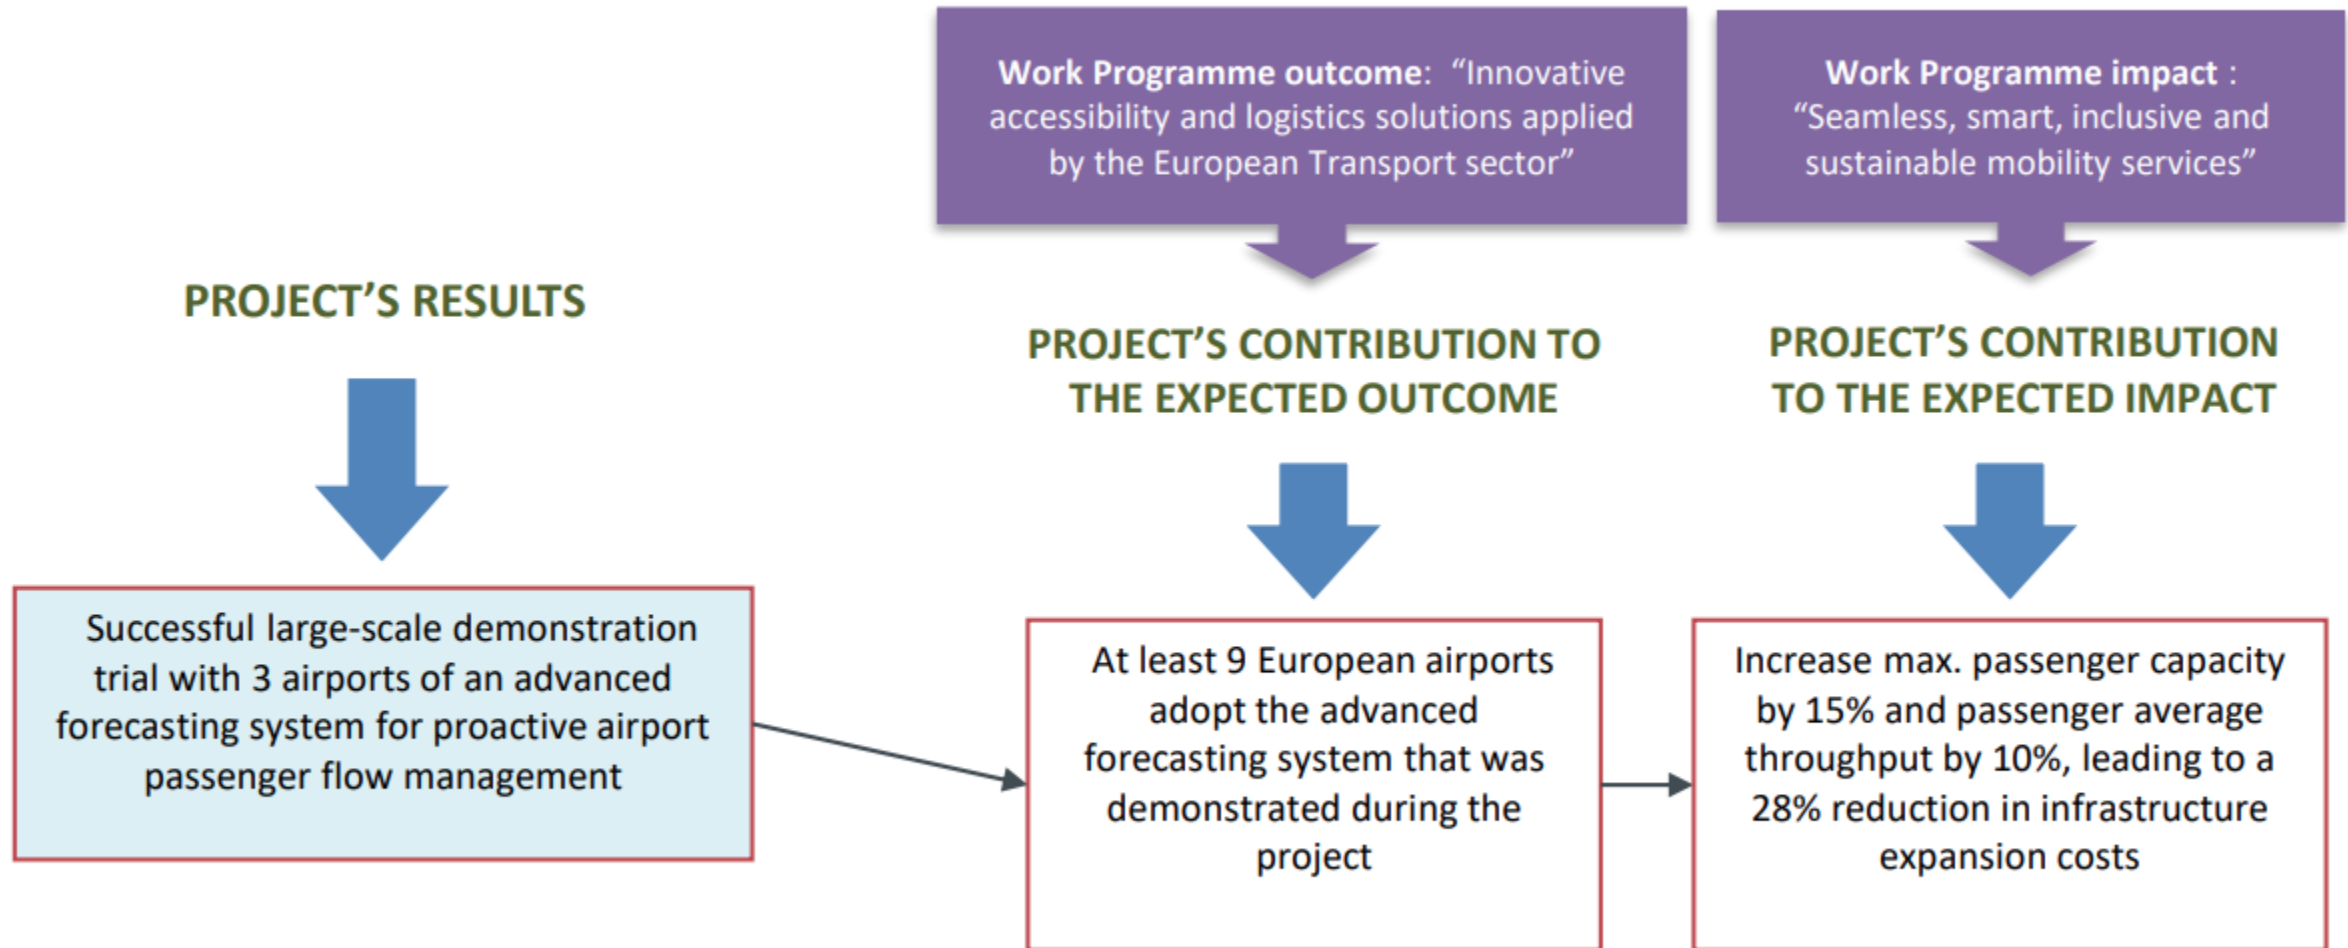 Work Programme outcome:  “Innovative
accessibility and logistics solutions applied
by the European Transport sector”
Work Programme impact :
“Seamless, smart, inclusive and
sustainable mobility services”
PROJECT’S RESULTS
PROJECT’S CONTRIBUTION TO
THE EXPECTED OUTCOME
PROJECT’S CONTRIBUTION
TO THE EXPECTED IMPACT
Successful large-scale demonstration
trial with 3 airports of an advanced
forecasting system for proactive airport
passenger flow management
At least 9 European airports
adopt the advanced
forecasting system that was
demonstrated during the
project
Increase max. passenger capacity
by 15% and passenger average
throughput by 10%, leading to a
28% reduction in infrastructure
expansion costs